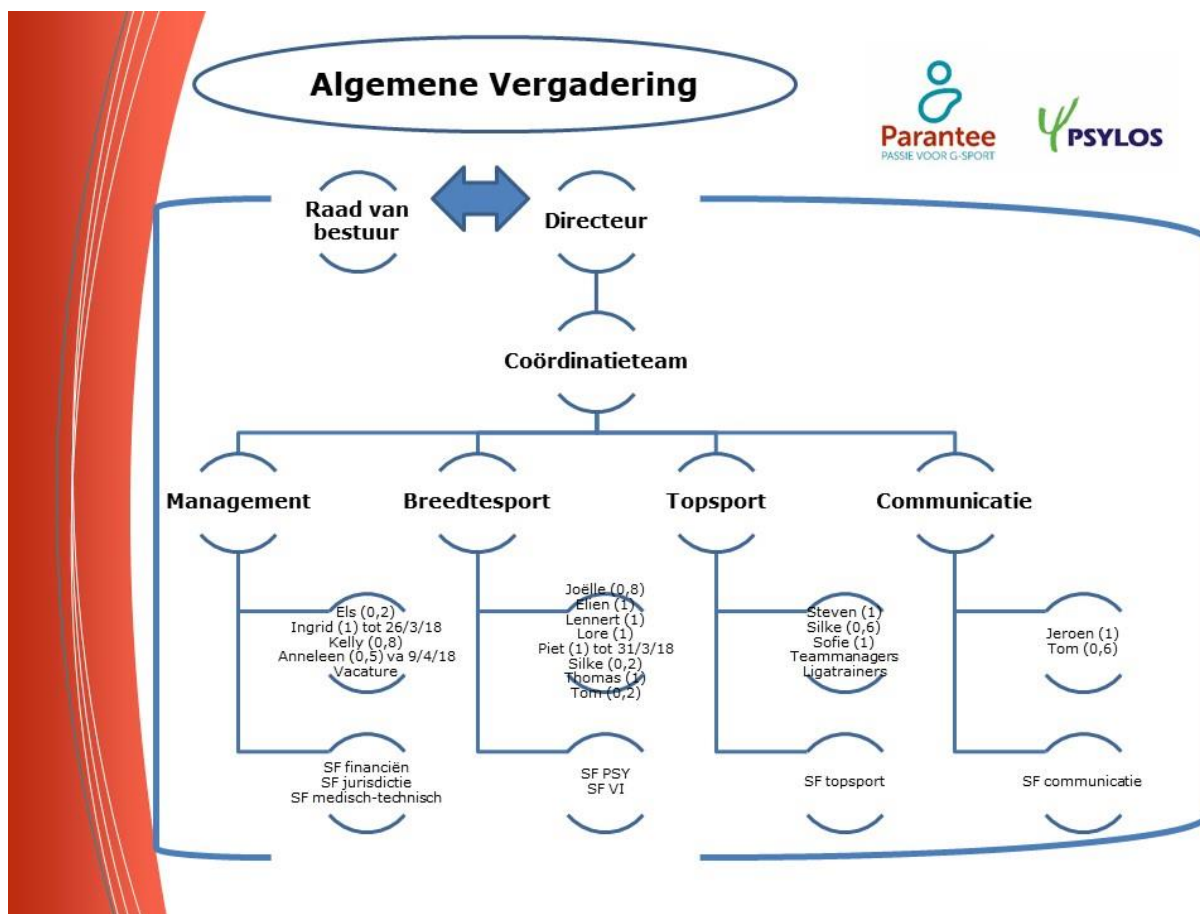 Algemene Vergadering
Parantee
PASSIE VOOR G-SPORT
PSYLOS
Raad van
bestuur
Directeur
Coördinatieteam
Management
Breedtesport
Topsport
Communicatie
Els (0,2)
Ingrid (1) tot 26/3/18
Kelly (0,8)
Anneleen (0,5) va 9/4/18
Vacature
Joëlle (0,8)
Elien (1)
Lennert (1)
Lore (1)
Piet (1) tot 31/3/18
Silke (0,2)
Thomas (1)
Tom (0,2)
Steven (1)
Silke (0,6)
Sofie (1)
Teammanagers
Ligatrainers
Jeroen (1)
Tom (0,6)
SF financiën
SF jurisdictie
SF medisch-technisch
SF PSY
SF VI
SF topsport
SF communicatie